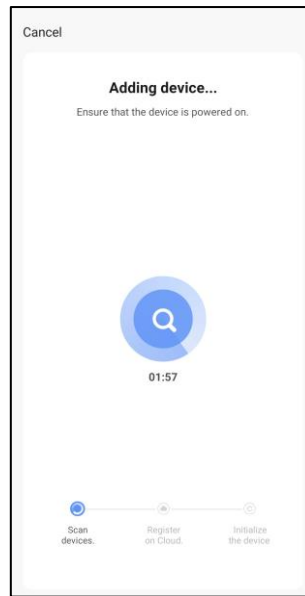 Cancel
Adding device...
Ensure that the device is powered on.
01:57
Scan
devices.
Register
on Cloud.
Initialize
the device